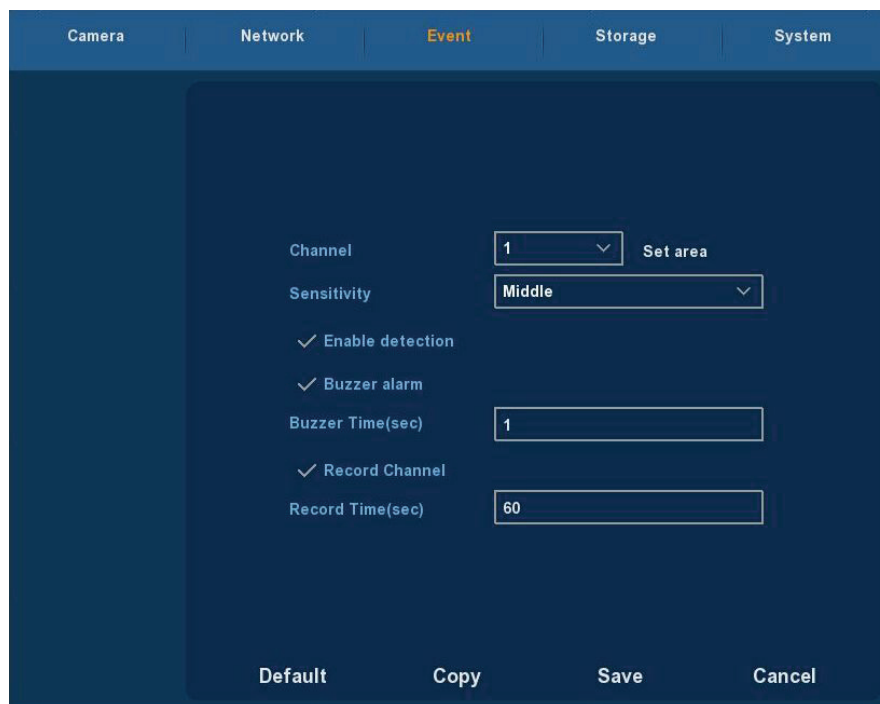 Camera Network Event Storage System
Channel 1 Set area
Sensitivity Middle
Enable detection
Buzzer alarm
Buzzer Time(sec) 1
Record Channel
Record Time(sec) 60
Default Copy Save Cancel